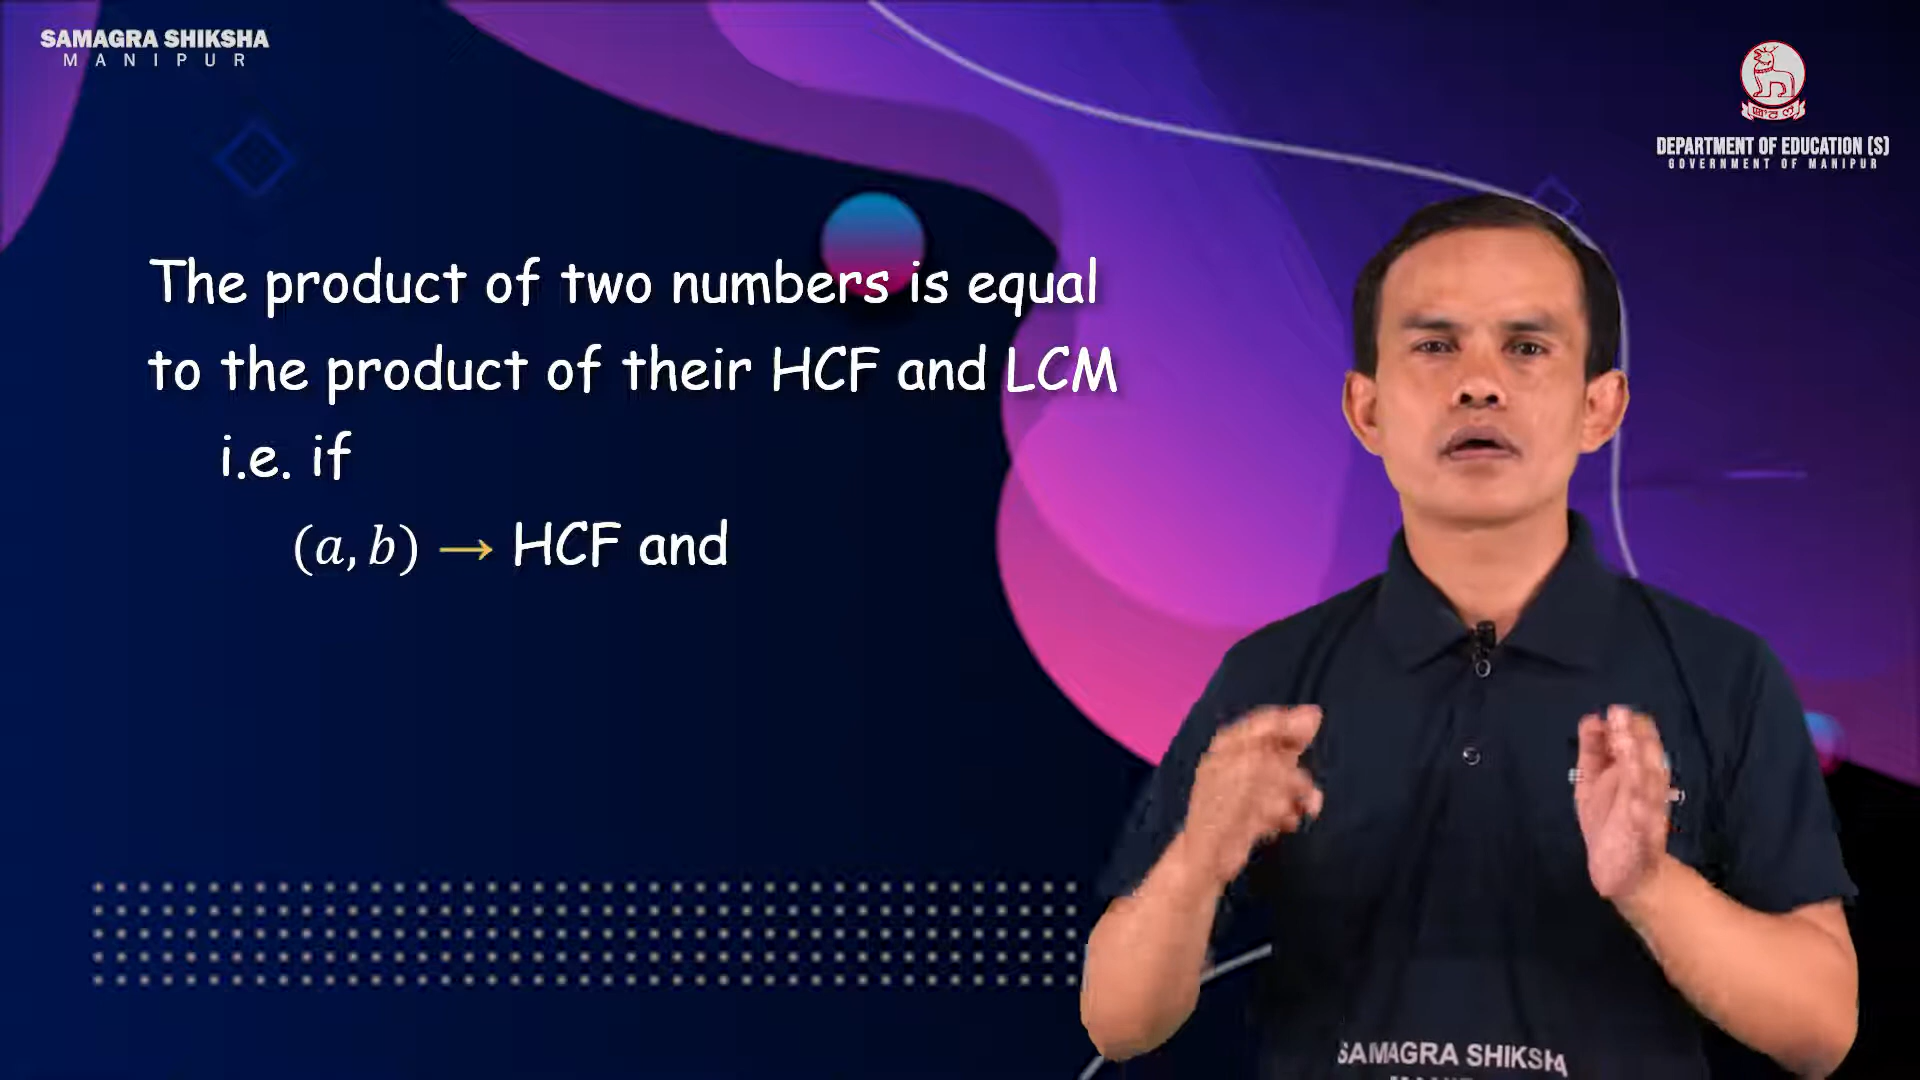 SAMAGRA SHIKSHA
MANIPUR
DEPARTMENT OF EDUCATION (S)
GOVERNMENT OF MANIPUR
The product of two numbers is equal
to the product of their HCF and LCM
i.e. if
(a, b) → HCF and
SAMAGRA SHIKSHA